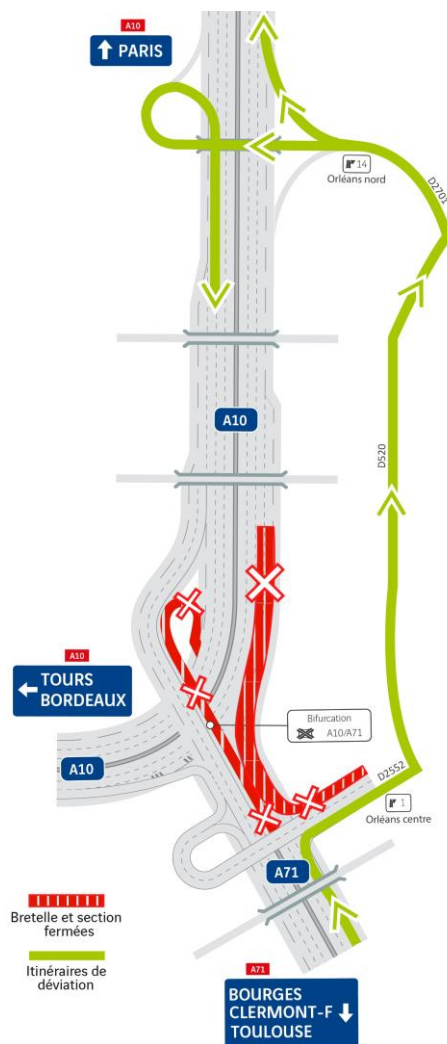 A10
↑ PARIS
14
Orléans nord
D2701
A10
D520
A10
← TOURS
BORDEAUX
Bifurcation
A10/A71
A10
D2552
1
Orléans centre
A71
Bretelle et section
fermées
Itinéraires de
déviation
A71
BOURGES
CLERMONT-F ↓
TOULOUSE